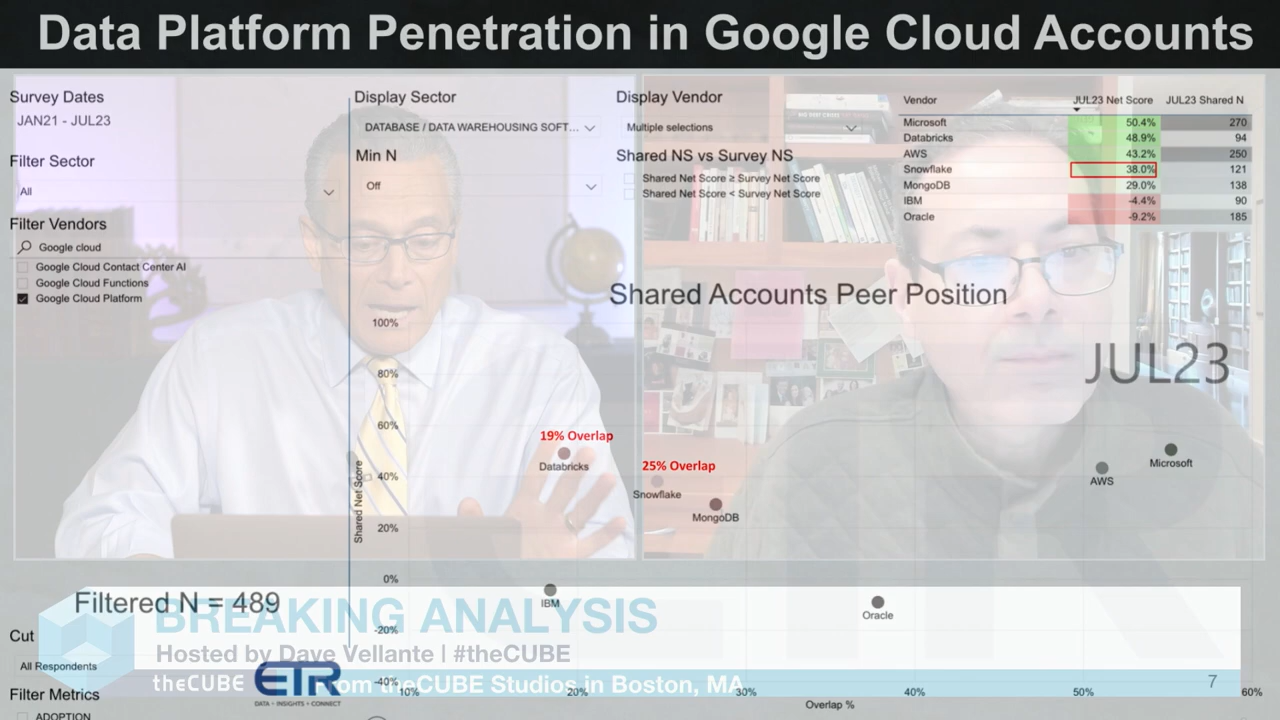 Data Platform Penetration in Google Cloud Accounts
Survey Dates
JAN21 - JUL23
Filter Sector
All
Filter Vendors
Google cloud
Google Cloud Contact Center AI
Google Cloud Functions
Google Cloud Platform
Display Sector
DATABASE / DATA WAREHOUSING SOFT...
Min N
Off
Display Vendor
Multiple selections
Shared NS vs Survey NS
Shared Net Score ≥ Survey Net Score
Shared Net Score < Survey Net Score
Vendor JUL23 Net Score JUL23 Shared N
Microsoft 50.4% 270
Databricks 48.9% 94
AWS 43.2% 250
Snowflake 38.0% 121
MongoDB 29.0% 138
IBM -4.4% 90
Oracle -9.2% 185
Shared Accounts Peer Position
JUL23
100%
80%
60%
40%
20%
0%
-20%
-40%
Shared Net Score
19% Overlap
Databricks
25% Overlap
Snowflake
MongoDB
AWS
Microsoft
IBM
Oracle
Filtered N = 489
BREAKING ANALYSIS
Cut
Hosted by Dave Vellante | #theCUBE
All Respondents
theCUBE
ETR
From theCUBE Studios in Boston, MA
7
DATA • INSIGHTS • CONNECT
10% 20% 30% 40% 50% 60%
Overlap %
Filter Metrics
ADOPTION